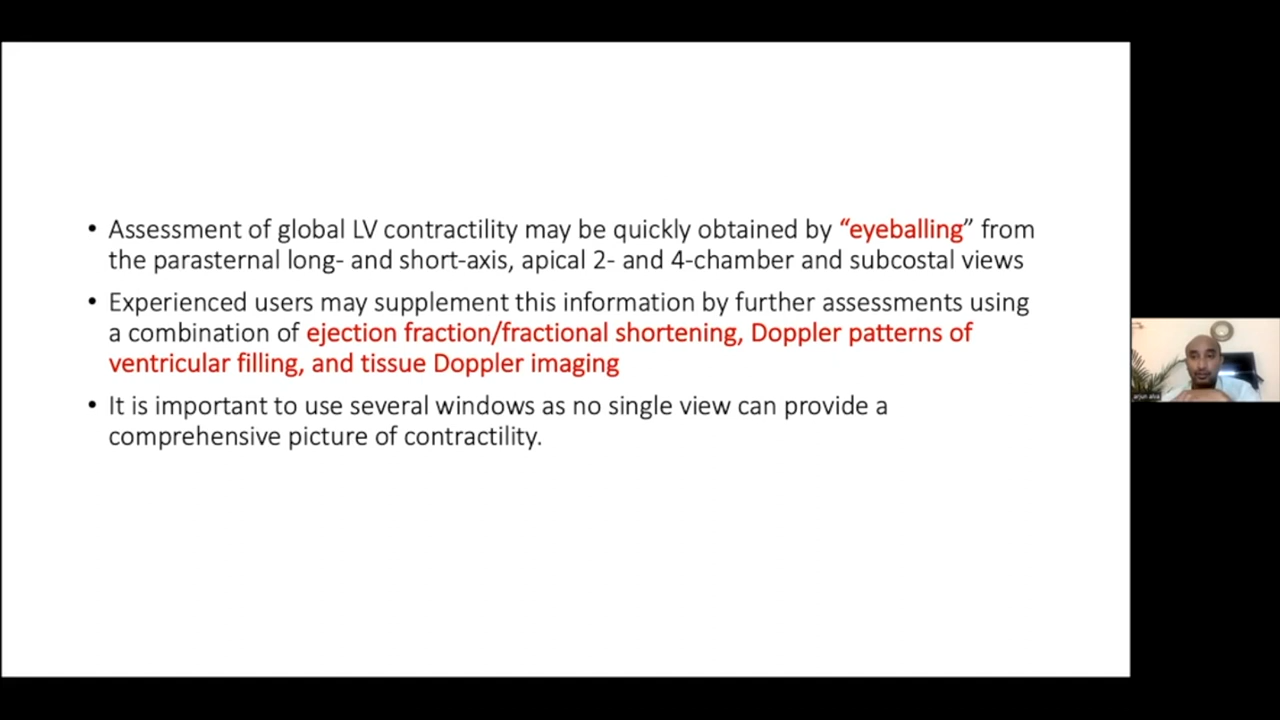 • Assessment of global LV contractility may be quickly obtained by “eyeballing” from
the parasternal long- and short-axis, apical 2- and 4-chamber and subcostal views
• Experienced users may supplement this information by further assessments using
a combination of ejection fraction/fractional shortening, Doppler patterns of
ventricular filling, and tissue Doppler imaging
• It is important to use several windows as no single view can provide a
comprehensive picture of contractility.
arjun alva